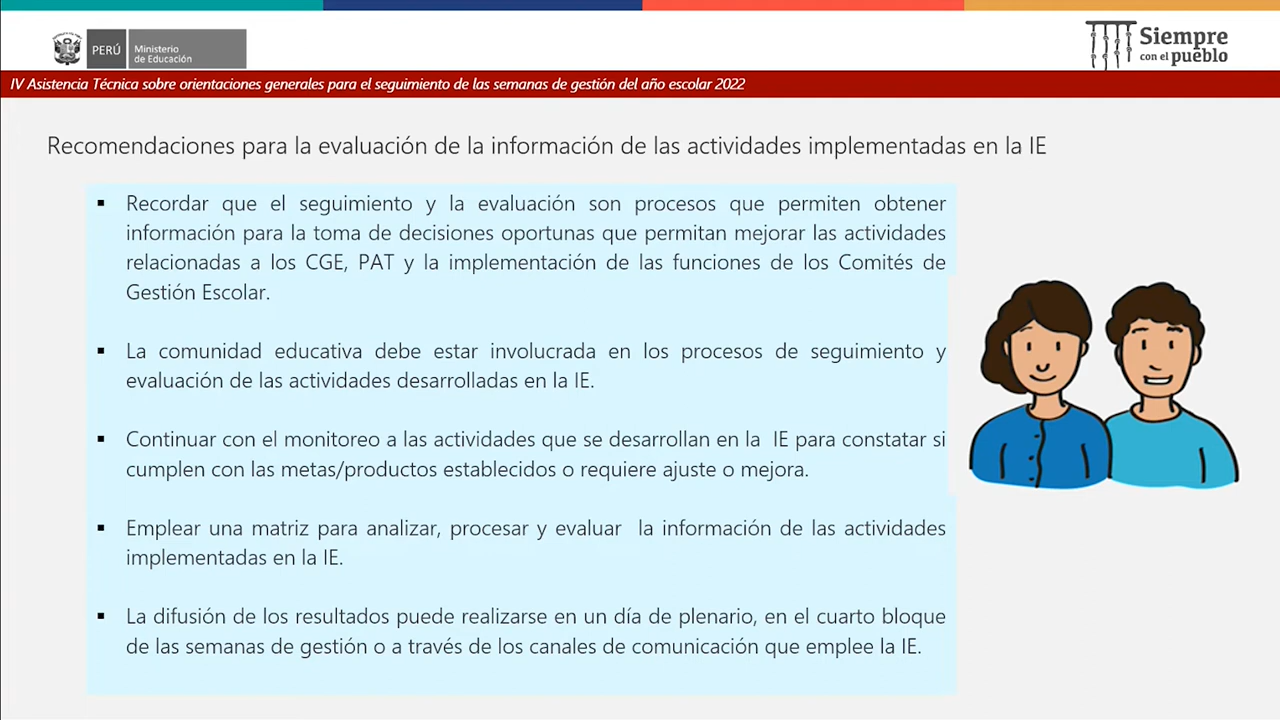 PERÚ
Ministerio
de Educación
Siempre
con el pueblo
IV Asistencia Técnica sobre orientaciones generales para el seguimiento de las semanas de gestión del año escolar 2022
Recomendaciones para la evaluación de la información de las actividades implementadas en la IE
▪ Recordar que el seguimiento y la evaluación son procesos que permiten obtener
información para la toma de decisiones oportunas que permitan mejorar las actividades
relacionadas a los CGE, PAT y la implementación de las funciones de los Comités de
Gestión Escolar.
▪ La comunidad educativa debe estar involucrada en los procesos de seguimiento y
evaluación de las actividades desarrolladas en la IE.
▪ Continuar con el monitoreo a las actividades que se desarrollan en la IE para constatar si
cumplen con las metas/productos establecidos o requiere ajuste o mejora.
▪ Emplear una matriz para analizar, procesar y evaluar la información de las actividades
implementadas en la IE.
▪ La difusión de los resultados puede realizarse en un día de plenario, en el cuarto bloque
de las semanas de gestión o a través de los canales de comunicación que emplee la IE.